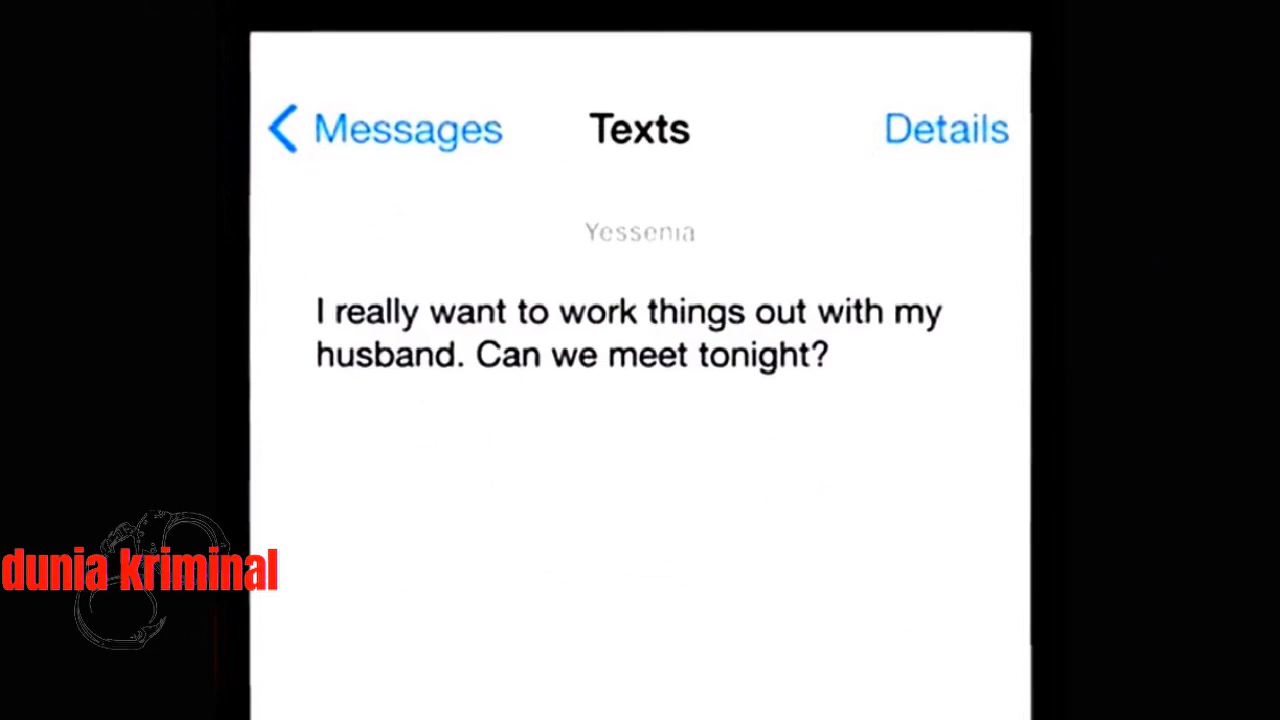 Messages Texts Details
Yessenia
I really want to work things out with my
husband. Can we meet tonight?
dunia kriminal